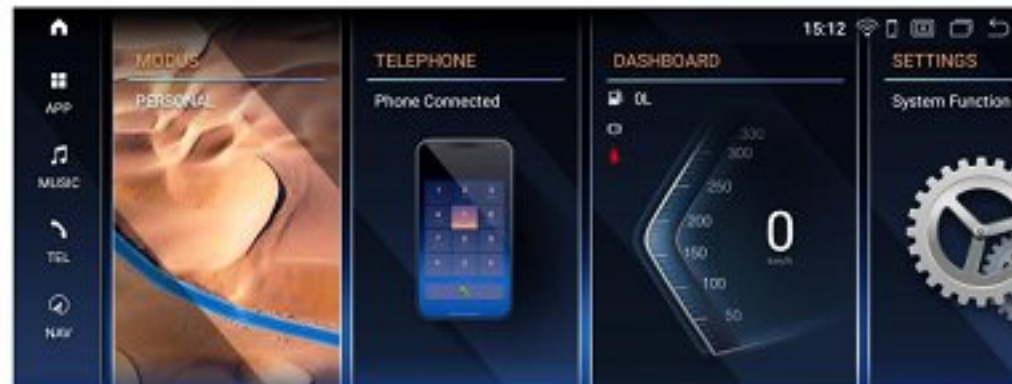 15:12
APP
MUSIC
TEL
NAV
MODUS
PERSONAL
TELEPHONE
Phone Connected
DASHBOARD
0L
330
300
250
200
150
100
50
0
km/h
SETTINGS
System Function